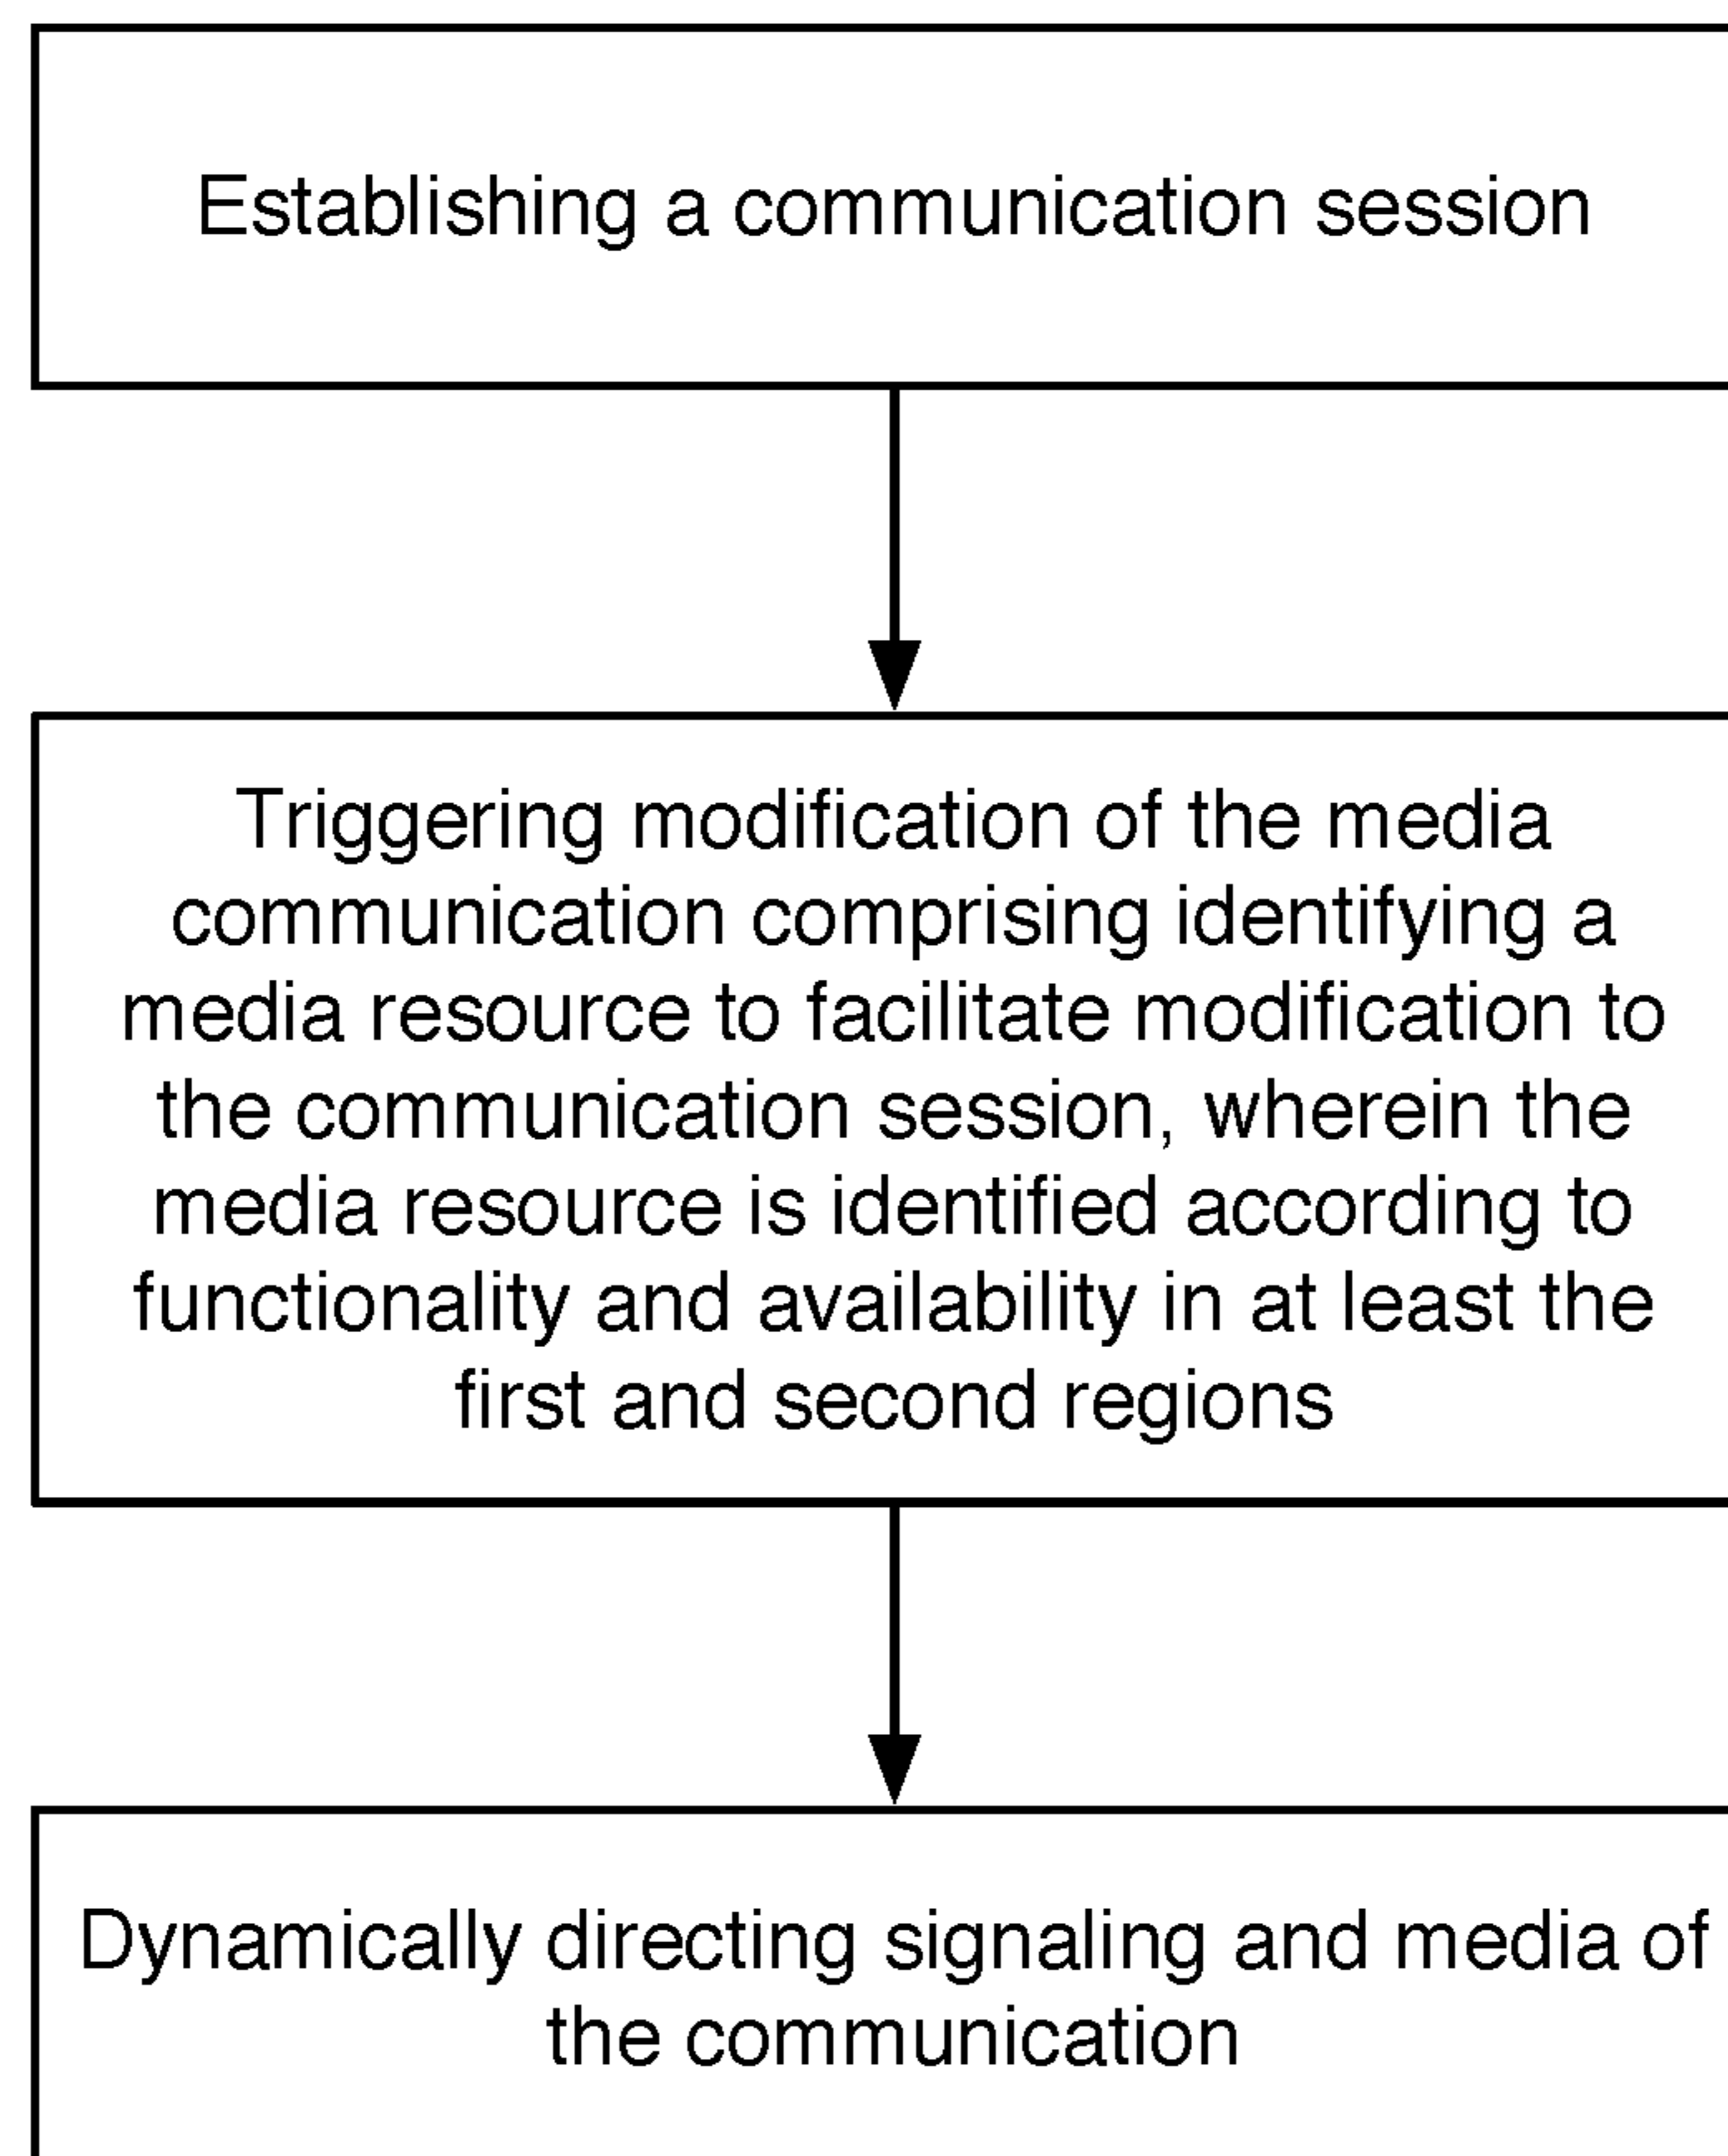 Establishing a communication session
Triggering modification of the media
communication comprising identifying a
media resource to facilitate modification to
the communication session, wherein the
media resource is identified according to
functionality and availability in at least the
first and second regions
Dynamically directing signaling and media of
the communication